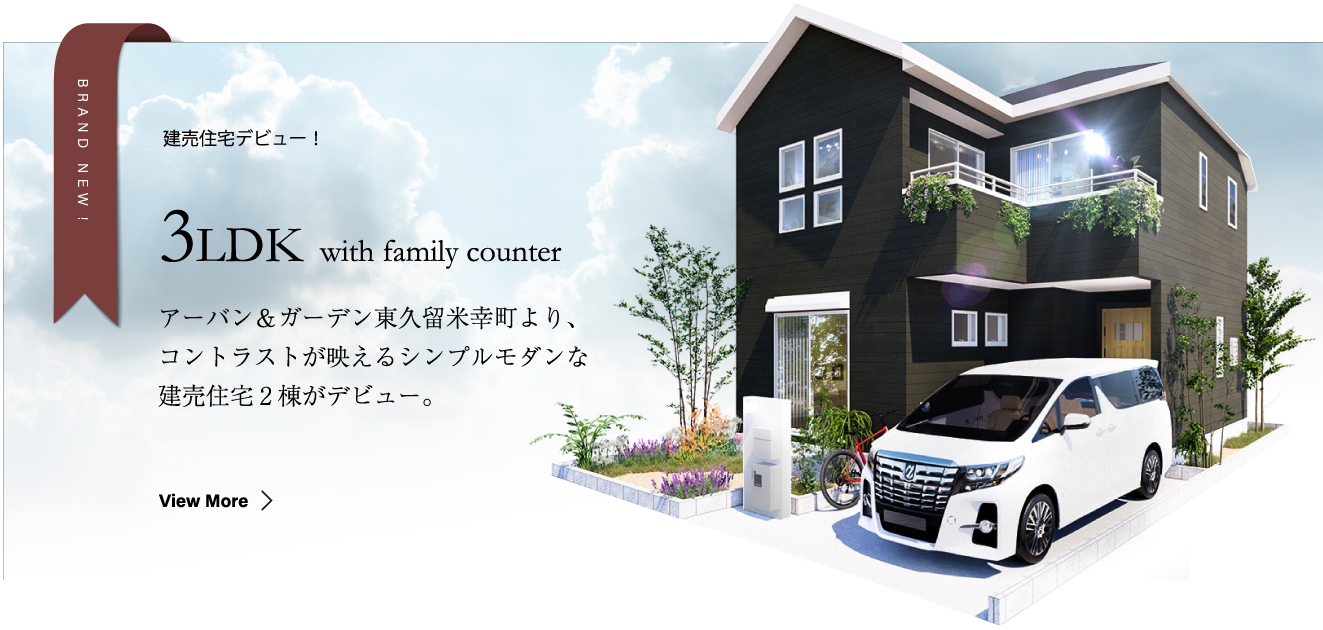 BRAND NEW!
建売住宅デビュー！
3LDK with family counter
アーバン＆ガーデン東久留米幸町より、
コントラストが映えるシンプルモダンな
建売住宅２棟がデビュー。
View More